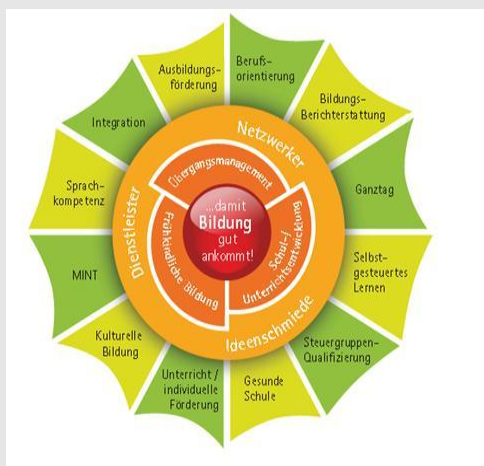 Berufs-
orientierung
Bildungs-
Berichterstattung
Ganztag
Selbst-
gesteuertes
Lernen
Steuergruppen-
Qualifizierung
Gesunde
Schule
Unterricht /
individuelle
Förderung
Kulturelle
Bildung
MINT
Sprach-
kompetenz
Integration
Ausbildungs-
förderung
Netzwerker
Ideenschmiede
Dienstleister
Übergangsmanagement
Schul-/
Unterrichtsentwicklung
Frühkindliche Bildung
...damit
Bildung
gut
ankommt!